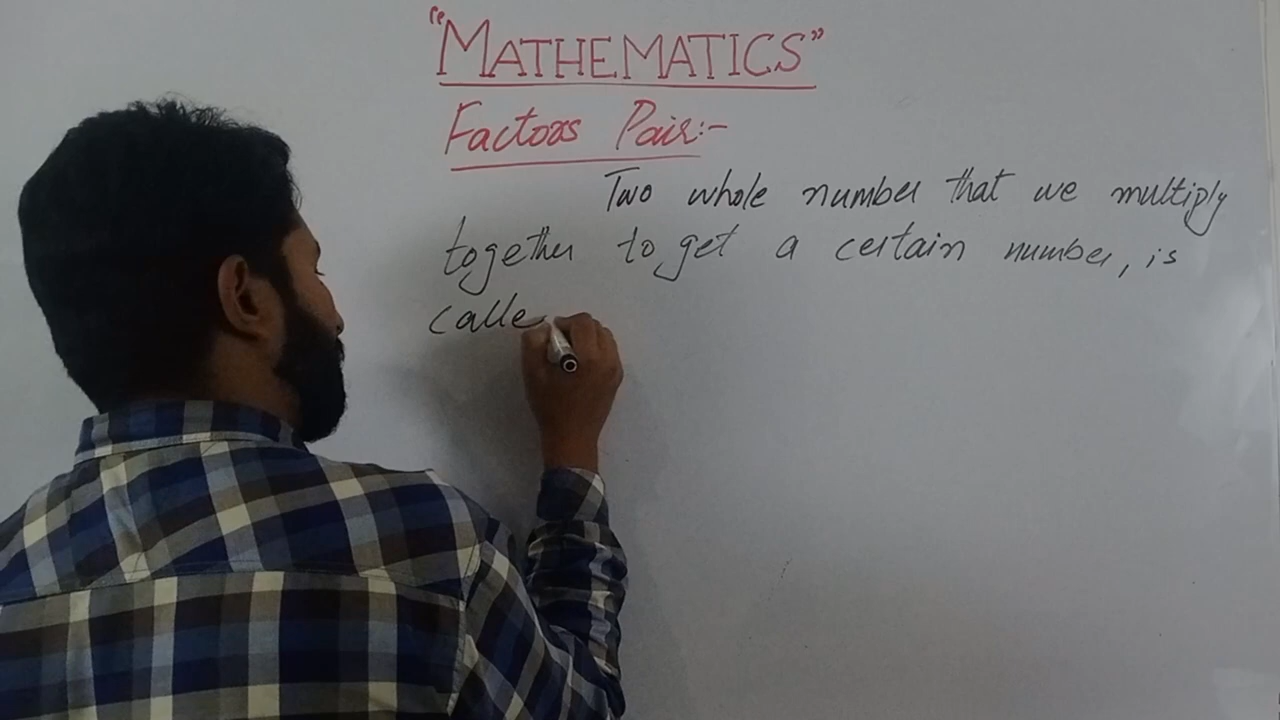 "MATHEMATICS"
Factors Pair:-
Two whole number that we multiply
together to get a certain number, is
calle